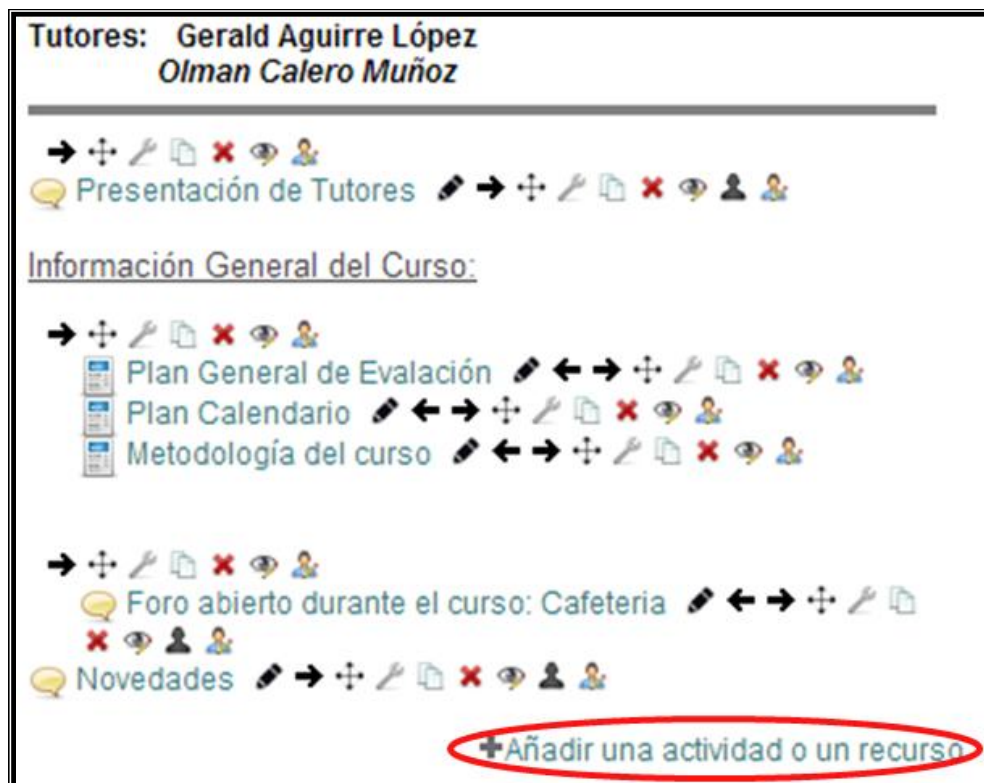 Tutores: Gerald Aguirre López
Olman Calero Muñoz
Presentación de Tutores
Información General del Curso:
Plan General de Evalación
Plan Calendario
Metodología del curso
Foro abierto durante el curso: Cafeteria
Novedades
+Añadir una actividad o un recurso